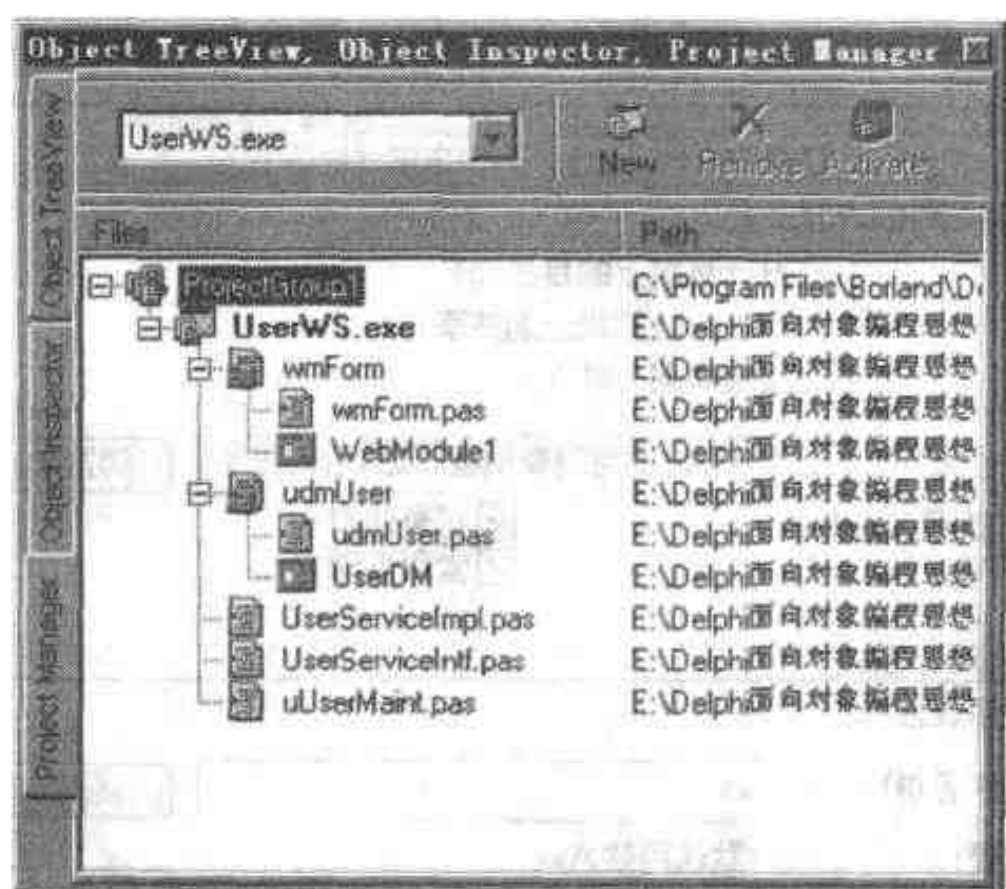 Object TreeView, Object Inspector, Project Manager
Object TreeView
Object Inspector
Project Manager
UserWS.exe
New Remove Activate
Files Path
ProjectGroup1 C:\Program Files\Borland\D
UserWS.exe E:\Delphi面向对象编程思想
wmForm E:\Delphi面向对象编程思想
wmForm.pas E:\Delphi面向对象编程思想
WebModule1 E:\Delphi面向对象编程思想
udmUser E:\Delphi面向对象编程思想
udmUser.pas E:\Delphi面向对象编程思想
UserDM E:\Delphi面向对象编程思想
UserServiceImpl.pas E:\Delphi面向对象编程思想
UserServiceIntf.pas E:\Delphi面向对象编程思想
uUserMaint.pas E:\Delphi面向对象编程思想